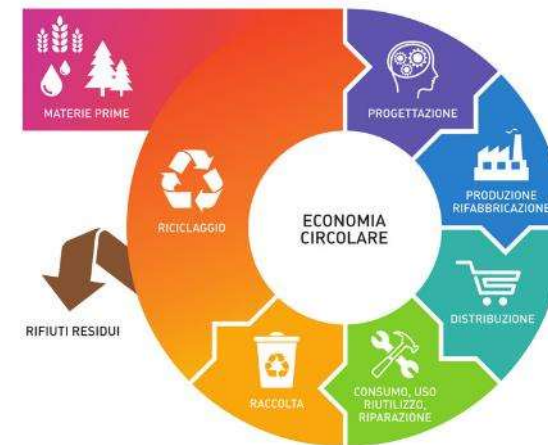 MATERIE PRIME
PROGETTAZIONE
PRODUZIONE
RIFABBRICAZIONE
ECONOMIA
CIRCOLARE
RICICLAGGIO
DISTRIBUZIONE
RIFIUTI RESIDUI
RACCOLTA
CONSUMO, USO
RIUTILIZZO,
RIPARAZIONE